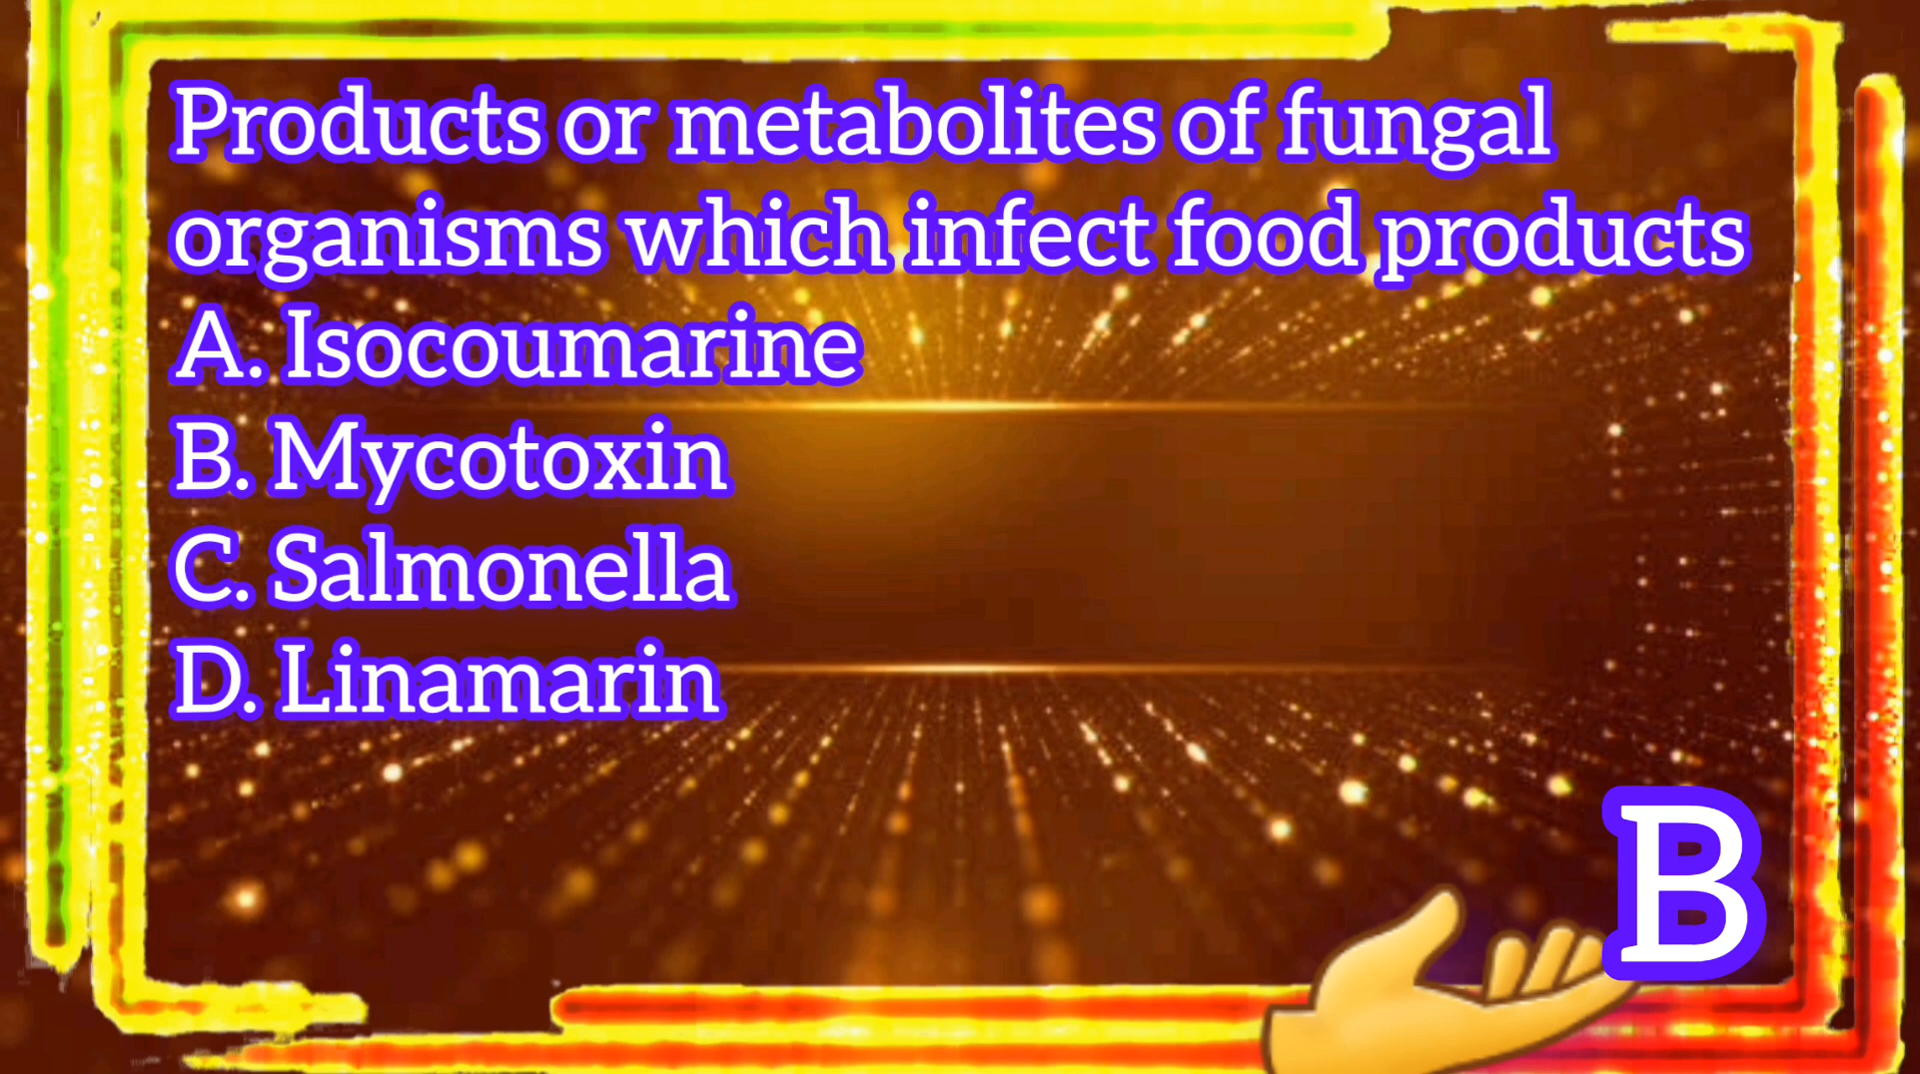 Products or metabolites of fungal
organisms which infect food products
A. Isocoumarine
B. Mycotoxin
C. Salmonella
D. Linamarin
B